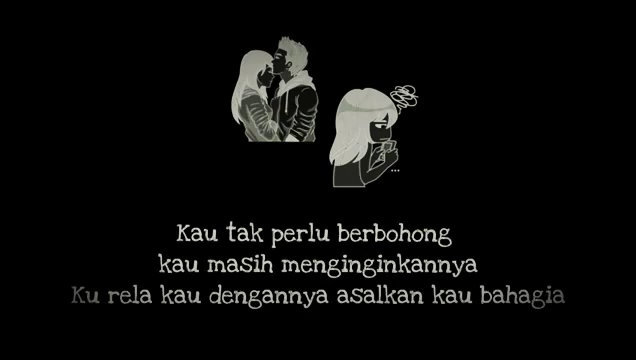 Kau tak perlu berbohong
kau masih menginginkannya
Ku rela kau dengannya asalkan kau bahagia